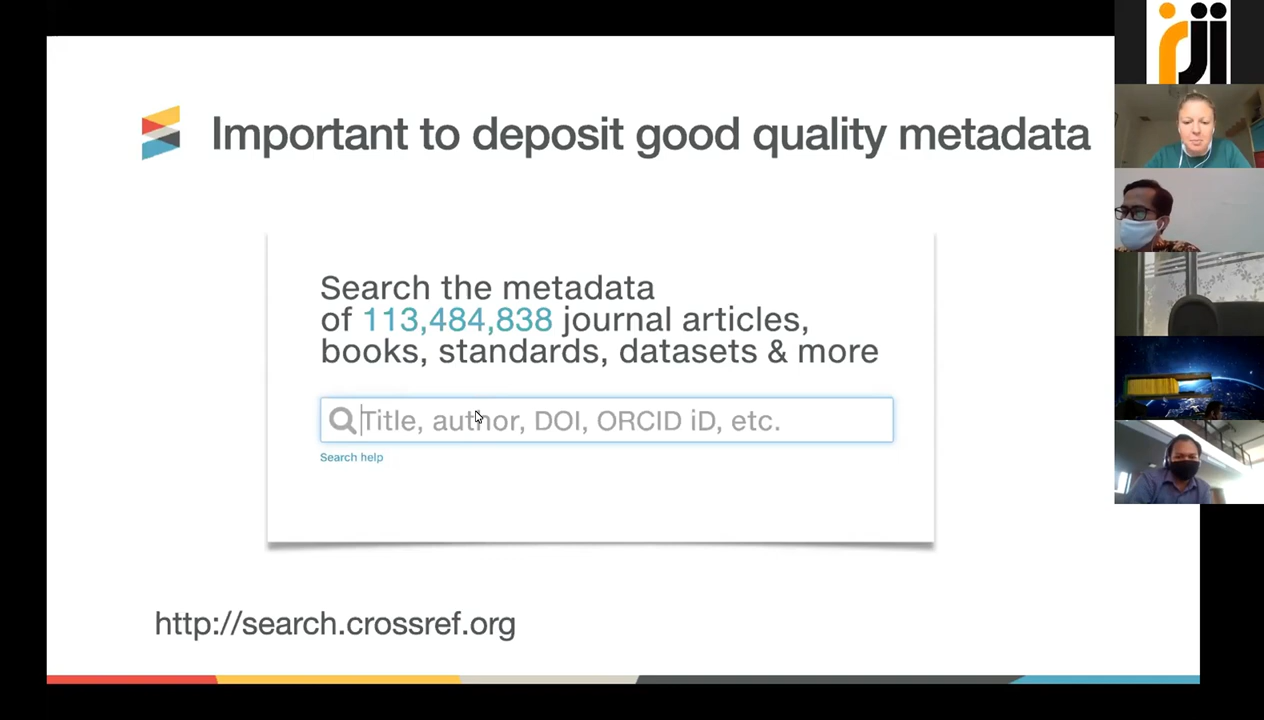 Important to deposit good quality metadata
Search the metadata
of 113,484,838 journal articles,
books, standards, datasets & more
Title, author, DOI, ORCID iD, etc.
Search help
http://search.crossref.org
rji